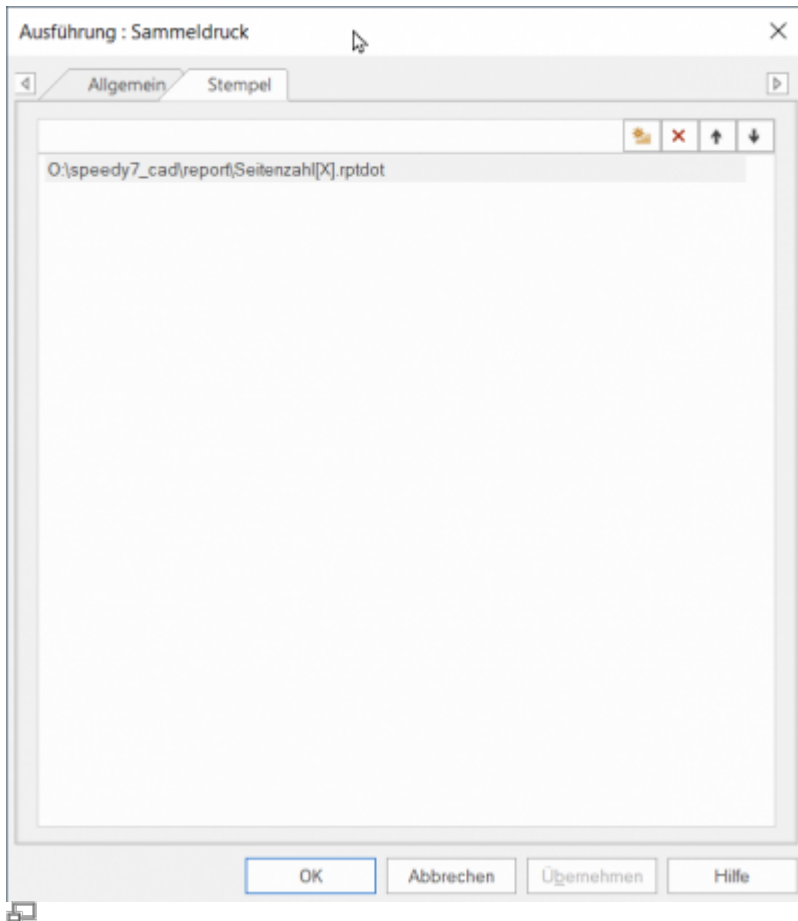 Ausführung : Sammeldruck
Allgemein
Stempel
O:\speedy7_cad\report\Seitenzahl[X].rptdot
OK
Abbrechen
Übernehmen
Hilfe